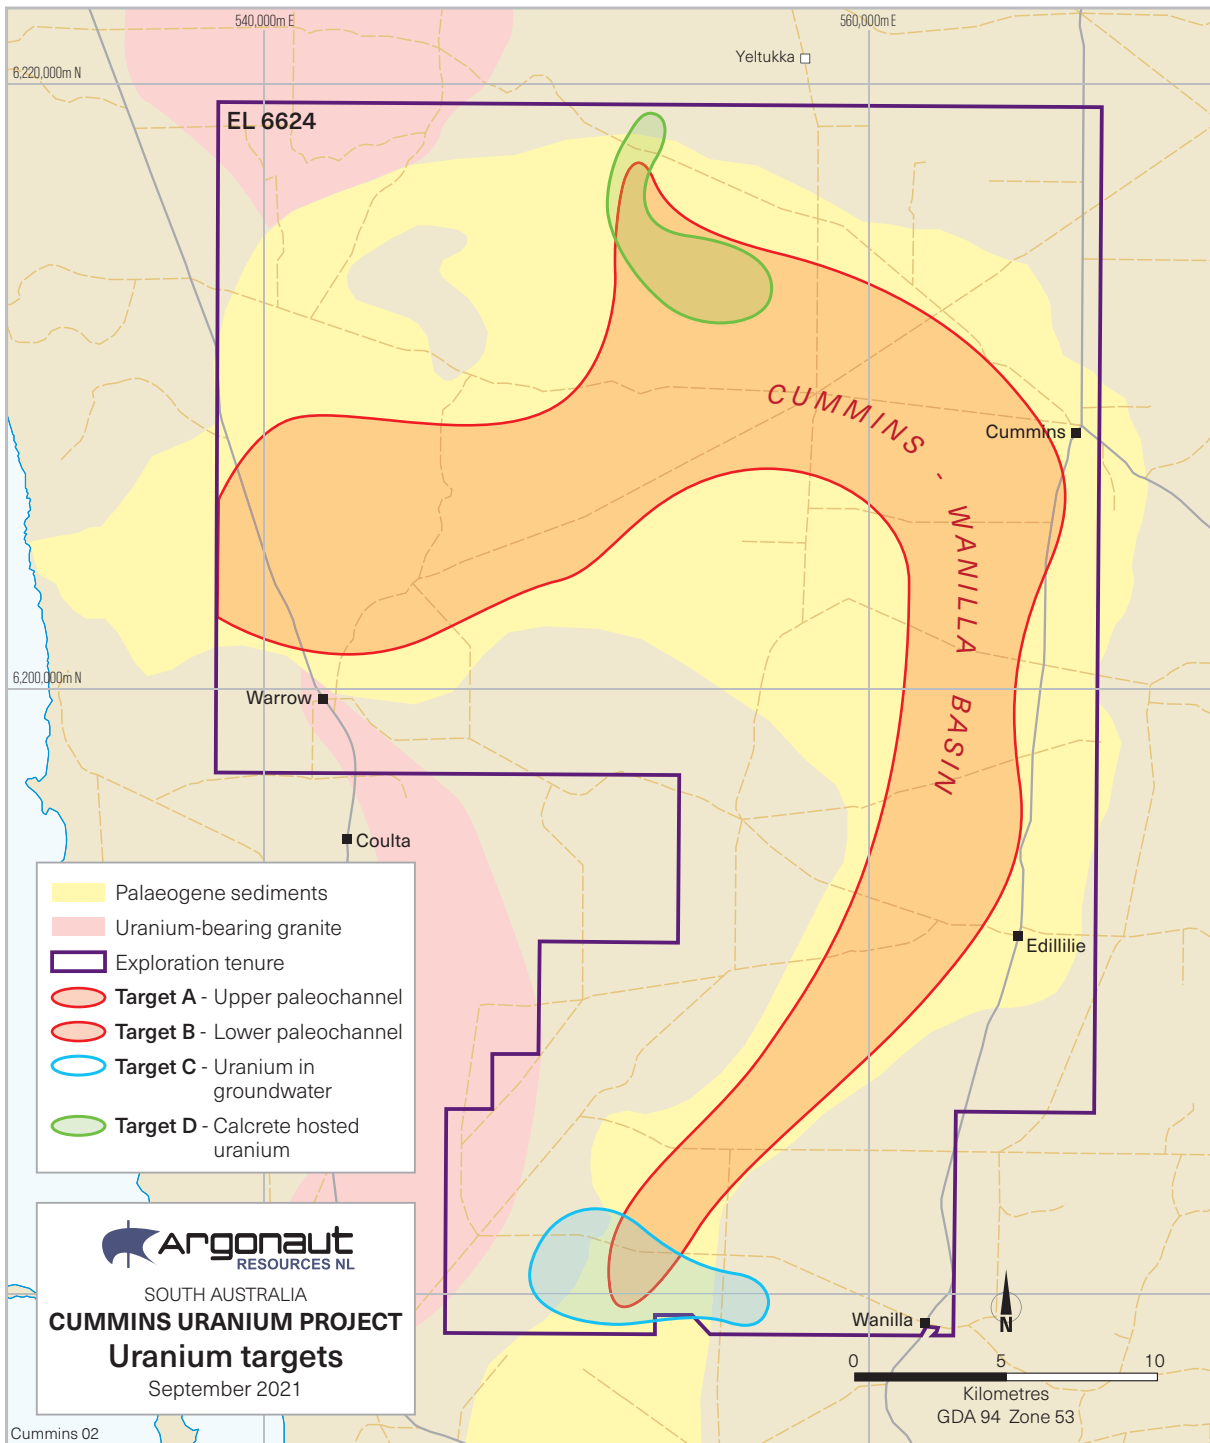 540,000m E
560,000m E
Yeltukka
6,220,000m N
EL 6624
CUMMINS - WANILLA BASIN
Cummins
6,200,000m N
Warrow
Coulta
Palaeogene sediments
Uranium-bearing granite
Exploration tenure
Target A - Upper paleochannel
Target B - Lower paleochannel
Target C - Uranium in
groundwater
Target D - Calcrete hosted
uranium
Edillilie
Argonaut
RESOURCES NL
SOUTH AUSTRALIA
CUMMINS URANIUM PROJECT
Uranium targets
September 2021
Wanilla
N
0 5 10
Kilometres
GDA 94 Zone 53
Cummins 02